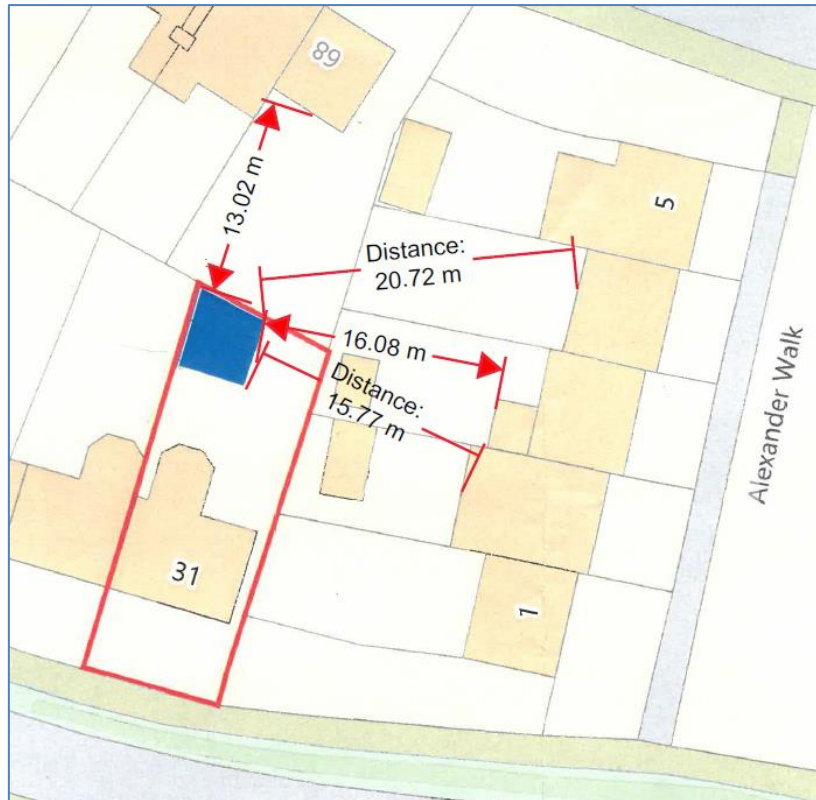 89
13.02 m
5
Distance:
20.72 m
16.08 m
Distance:
15.77 m
Alexander Walk
31
1